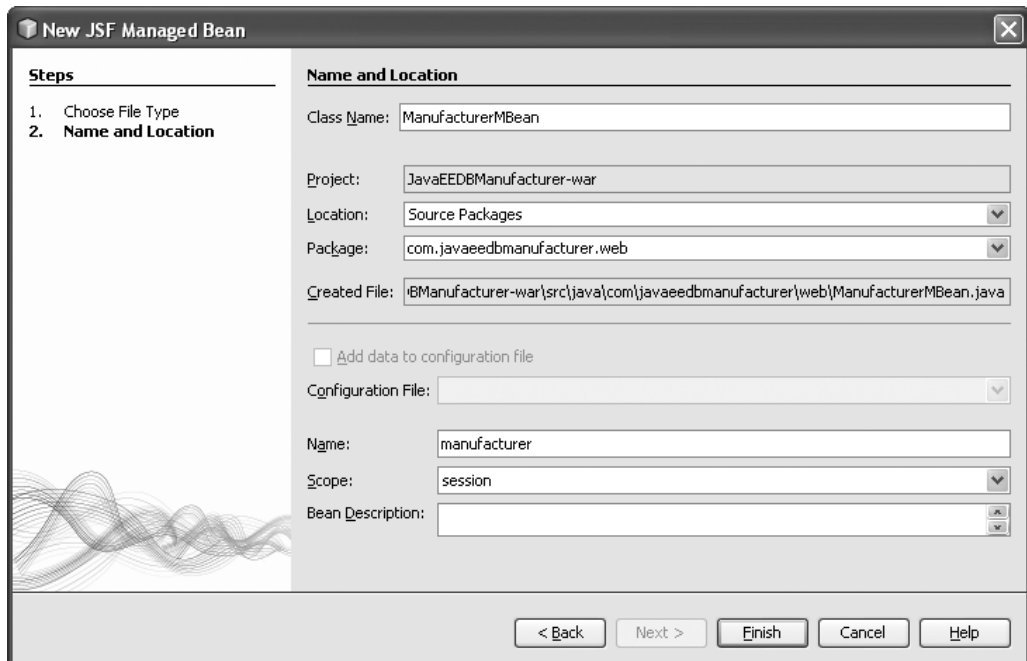 New JSF Managed Bean
Steps
1. Choose File Type
2. Name and Location
Name and Location
Class Name: ManufacturerMBean
Project: JavaEEDBManufacturer-war
Location: Source Packages
Package: com.javaeedbmanufacturer.web
Created File: BManufacturer-war\src\java\com\javaeedbmanufacturer\web\ManufacturerMBean.java
Add data to configuration file
Configuration File:
Name: manufacturer
Scope: session
Bean Description:
< Back Next > Finish Cancel Help